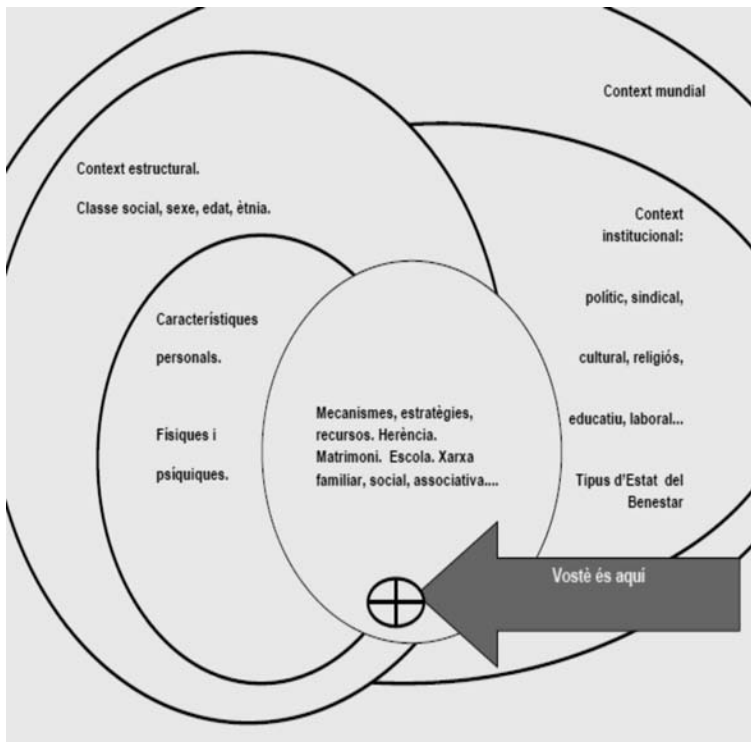 Context mundial
Context estructural.
Classe social, sexe, edat, ètnia.
Context
institucional:
polític, sindical,
cultural, religiós,
educatiu, laboral...
Tipus d'Estat del
Benestar
Característiques
personals.
Físiques i
psíquiques.
Mecanismes, estratègies,
recursos. Herència.
Matrimoni. Escola. Xarxa
familiar, social, associativa....
Vostè és aquí